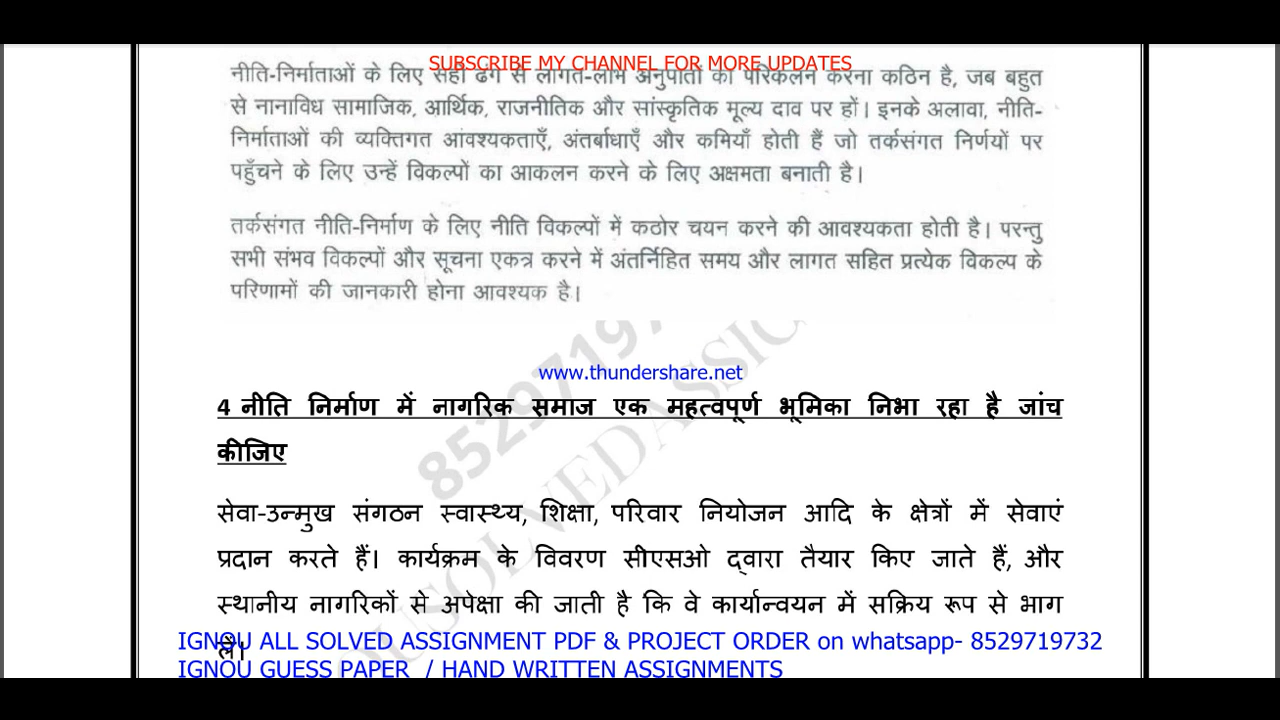 SUBSCRIBE MY CHANNEL FOR MORE UPDATES
नीति-निर्माताओं के लिए सही ढंग से लागत-लाभ अनुपातों का परिकलन करना कठिन है, जब बहुत
से नानाविध सामाजिक, आर्थिक, राजनीतिक और सांस्कृतिक मूल्य दाव पर हों। इनके अलावा, नीति-
निर्माताओं की व्यक्तिगत आंवश्यकताएँ, अंतर्बाधाएँ और कमियाँ होती हैं जो तर्कसंगत निर्णयों पर
पहुँचने के लिए उन्हें विकल्पों का आकलन करने के लिए अक्षमता बनाती है।
तर्कसंगत नीति-निर्माण के लिए नीति विकल्पों में कठोर चयन करने की आवश्यकता होती है। परन्तु
सभी संभव विकल्पों और सूचना एकत्र करने में अंतर्निहित समय और लागत सहित प्रत्येक विकल्प के
परिणामों की जानकारी होना आवश्यक है।
www.thundershare.net
4 नीति निर्माण में नागरिक समाज एक महत्वपूर्ण भूमिका निभा रहा है जांच
कीजिए
सेवा-उन्मुख संगठन स्वास्थ्य, शिक्षा, परिवार नियोजन आदि के क्षेत्रों में सेवाएं
प्रदान करते हैं। कार्यक्रम के विवरण सीएसओ द्वारा तैयार किए जाते हैं, और
स्थानीय नागरिकों से अपेक्षा की जाती है कि वे कार्यान्वयन में सक्रिय रूप से भाग
लें।
IGNOU ALL SOLVED ASSIGNMENT PDF & PROJECT ORDER on whatsapp- 8529719732
IGNOU GUESS PAPER / HAND WRITTEN ASSIGNMENTS